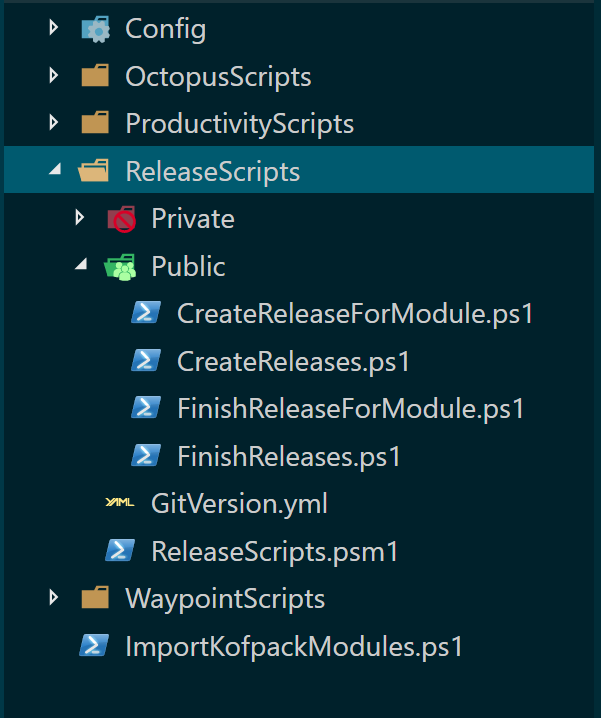 Config
OctopusScripts
ProductivityScripts
ReleaseScripts
Private
Public
CreateReleaseForModule.ps1
CreateReleases.ps1
FinishReleaseForModule.ps1
FinishReleases.ps1
YAML GitVersion.yml
ReleaseScripts.psm1
WaypointScripts
ImportKofpackModules.ps1